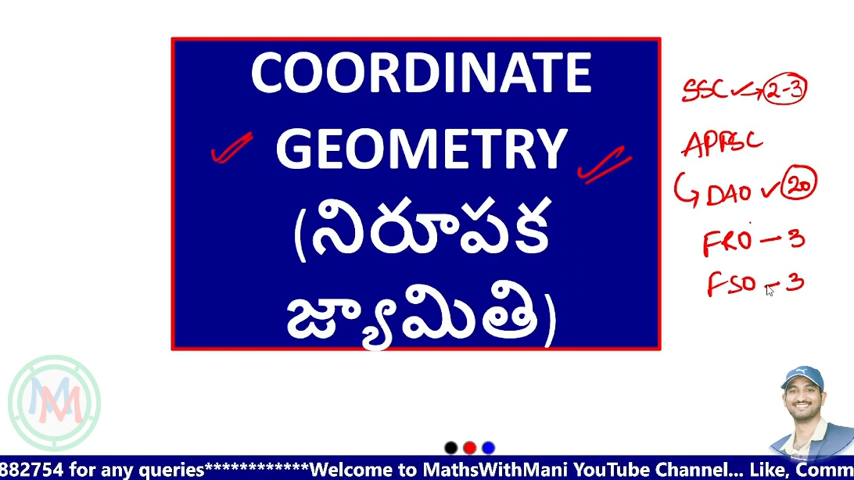 COORDINATE
GEOMETRY
(నిరూపక
జ్యామితి)
SSC → 2-3
APPSC
DAO 20
FRO - 3
FSO - 3
MM
882754 for any queries************Welcome to MathsWithMani YouTube Channel... Like, Comm